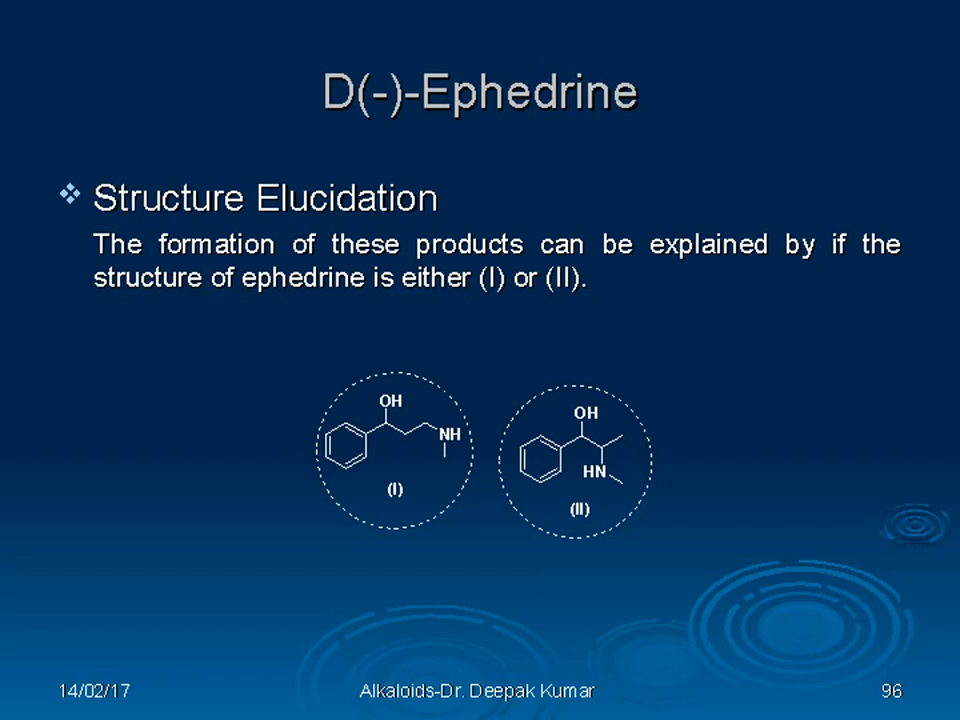 D(-)-Ephedrine
Structure Elucidation
The formation of these products can be explained by if the
structure of ephedrine is either (I) or (II).
OH
NH
(I)
OH
HN
(II)
14/02/17
Alkaloids-Dr. Deepak Kumar
96